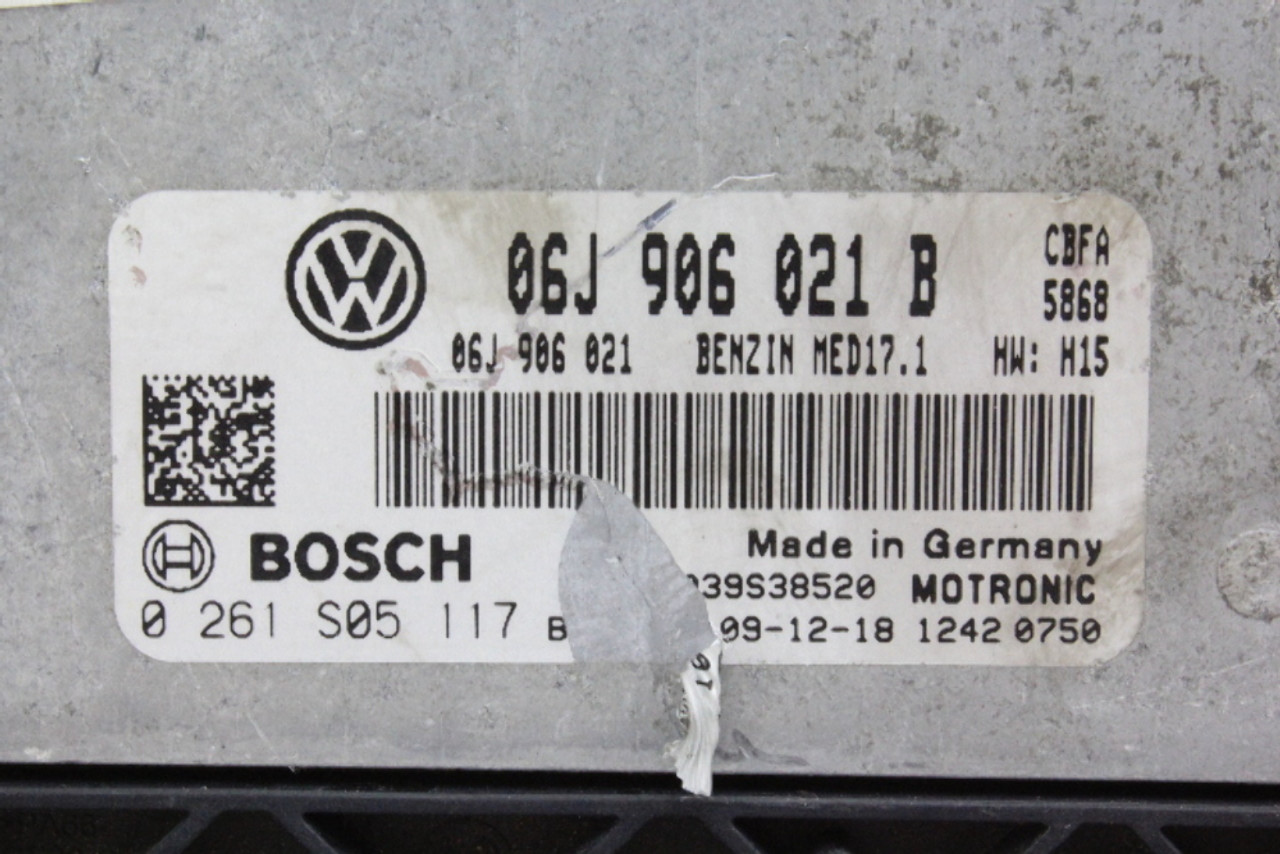 06J 906 021 B
CBFA
5868
06J 906 021 BENZIN MED17.1 HW: H15
BOSCH
Made in Germany
39S38520 MOTRONIC
0 261 S05 117 B 09-12-18 1242 0750